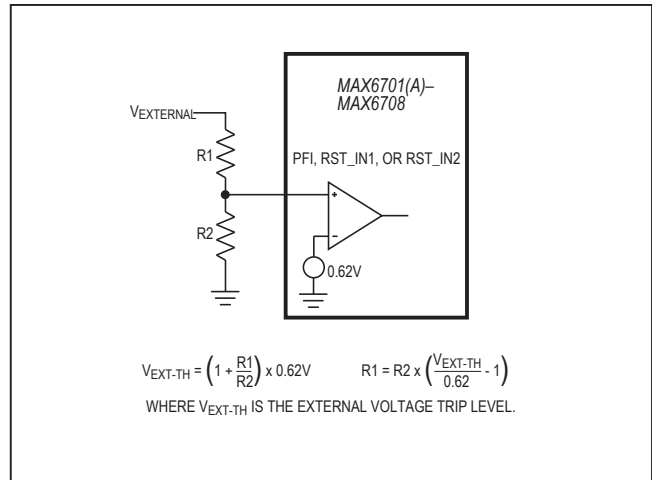 MAX6701(A)–
MAX6708
VEXTERNAL
R1
PFI, RST_IN1, OR RST_IN2
+
R2
-
0.62V
VEXT-TH = (1 + R1/R2) x 0.62V
R1 = R2 x (VEXT-TH/0.62 - 1)
WHERE VEXT-TH IS THE EXTERNAL VOLTAGE TRIP LEVEL.